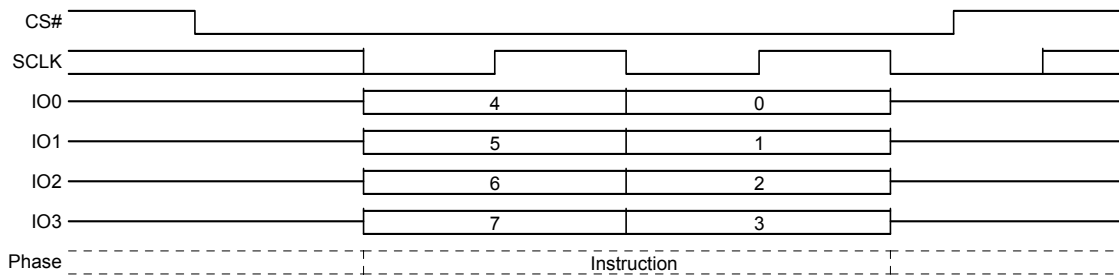 CS#
SCLK
IO0 4 0
IO1 5 1
IO2 6 2
IO3 7 3
Phase Instruction